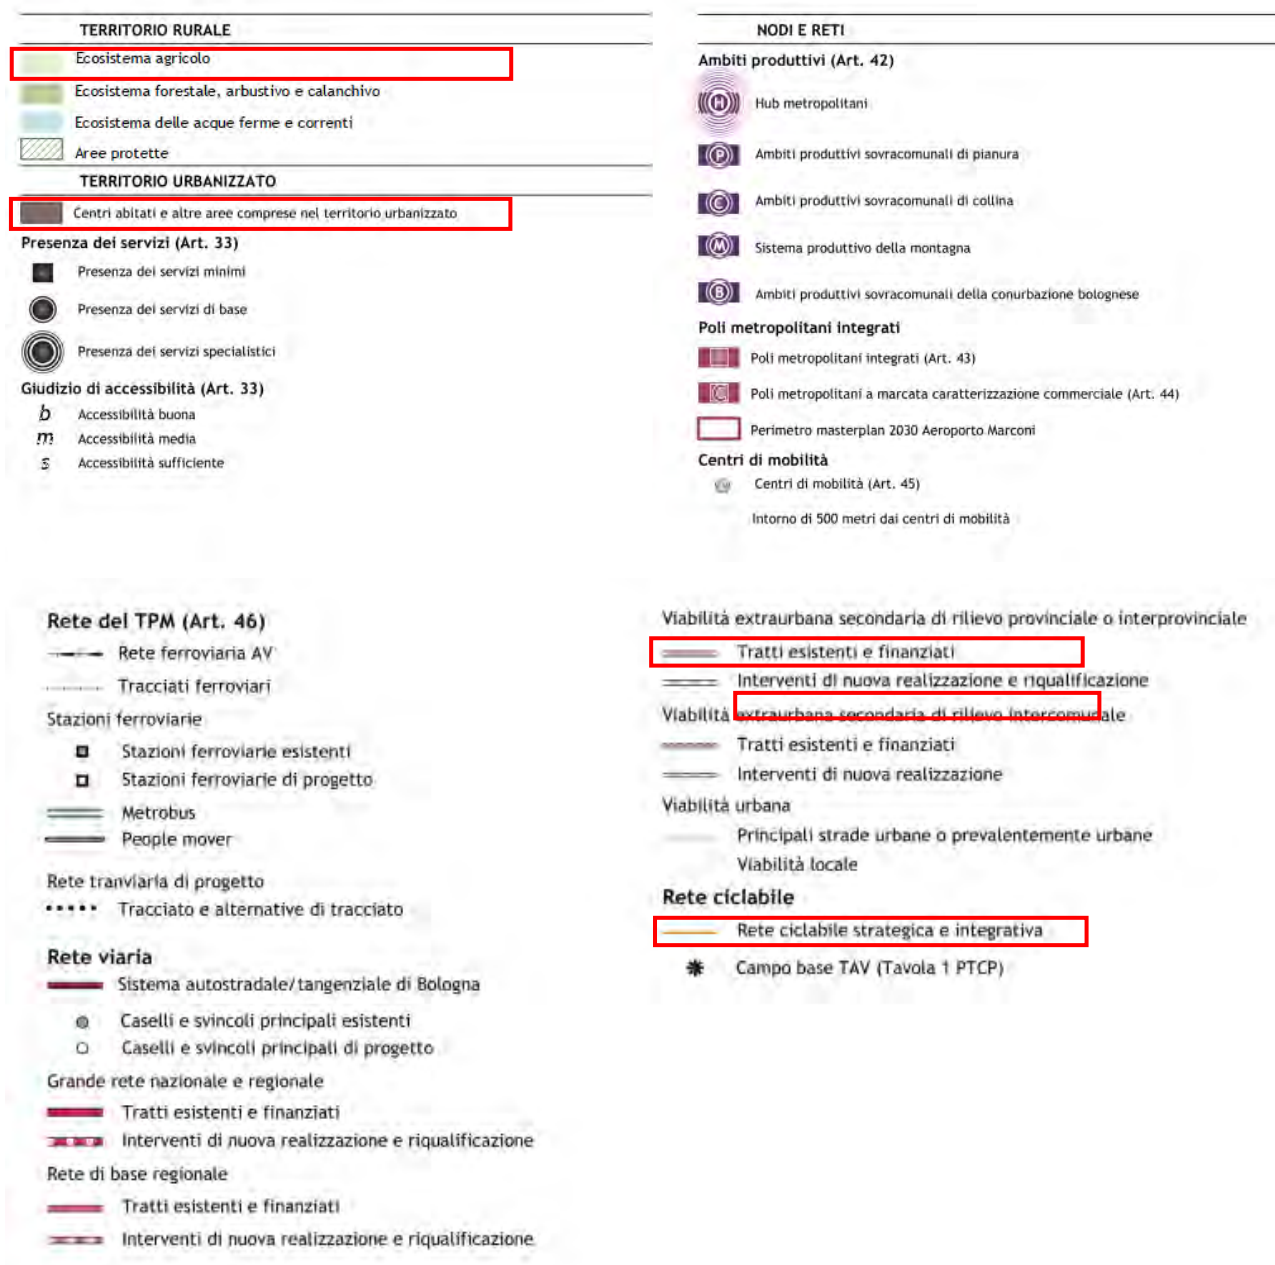 TERRITORIO RURALE
Ecosistema agricolo
Ecosistema forestale, arbustivo e calanchivo
Ecosistema delle acque ferme e correnti
Aree protette
TERRITORIO URBANIZZATO
Centri abitati e altre aree comprese nel territorio urbanizzato
Presenza dei servizi (Art. 33)
Presenza dei servizi minimi
Presenza dei servizi di base
Presenza dei servizi specialistici
Giudizio di accessibilità (Art. 33)
b Accessibilità buona
m Accessibilità media
s Accessibilità sufficiente
NODI E RETI
Ambiti produttivi (Art. 42)
H Hub metropolitani
P Ambiti produttivi sovracomunali di pianura
C Ambiti produttivi sovracomunali di collina
M Sistema produttivo della montagna
B Ambiti produttivi sovracomunali della conurbazione bolognese
Poli metropolitani integrati
Poli metropolitani integrati (Art. 43)
C Poli metropolitani a marcata caratterizzazione commerciale (Art. 44)
Perimetro masterplan 2030 Aeroporto Marconi
Centri di mobilità
Centri di mobilità (Art. 45)
Intorno di 500 metri dai centri di mobilità
Rete del TPM (Art. 46)
Rete ferroviaria AV
Tracciati ferroviari
Stazioni ferroviarie
Stazioni ferroviarie esistenti
Stazioni ferroviarie di progetto
Metrobus
People mover
Rete tranviaria di progetto
Tracciato e alternative di tracciato
Rete viaria
Sistema autostradale/tangenziale di Bologna
Caselli e svincoli principali esistenti
Caselli e svincoli principali di progetto
Grande rete nazionale e regionale
Tratti esistenti e finanziati
Interventi di nuova realizzazione e riqualificazione
Rete di base regionale
Tratti esistenti e finanziati
Interventi di nuova realizzazione e riqualificazione
Viabilità extraurbana secondaria di rilievo provinciale o interprovinciale
Tratti esistenti e finanziati
Interventi di nuova realizzazione e riqualificazione
Viabilità extraurbana secondaria di rilievo intercomunale
Tratti esistenti e finanziati
Interventi di nuova realizzazione
Viabilità urbana
Principali strade urbane o prevalentemente urbane
Viabilità locale
Rete ciclabile
Rete ciclabile strategica e integrativa
Campo base TAV (Tavola 1 PTCP)